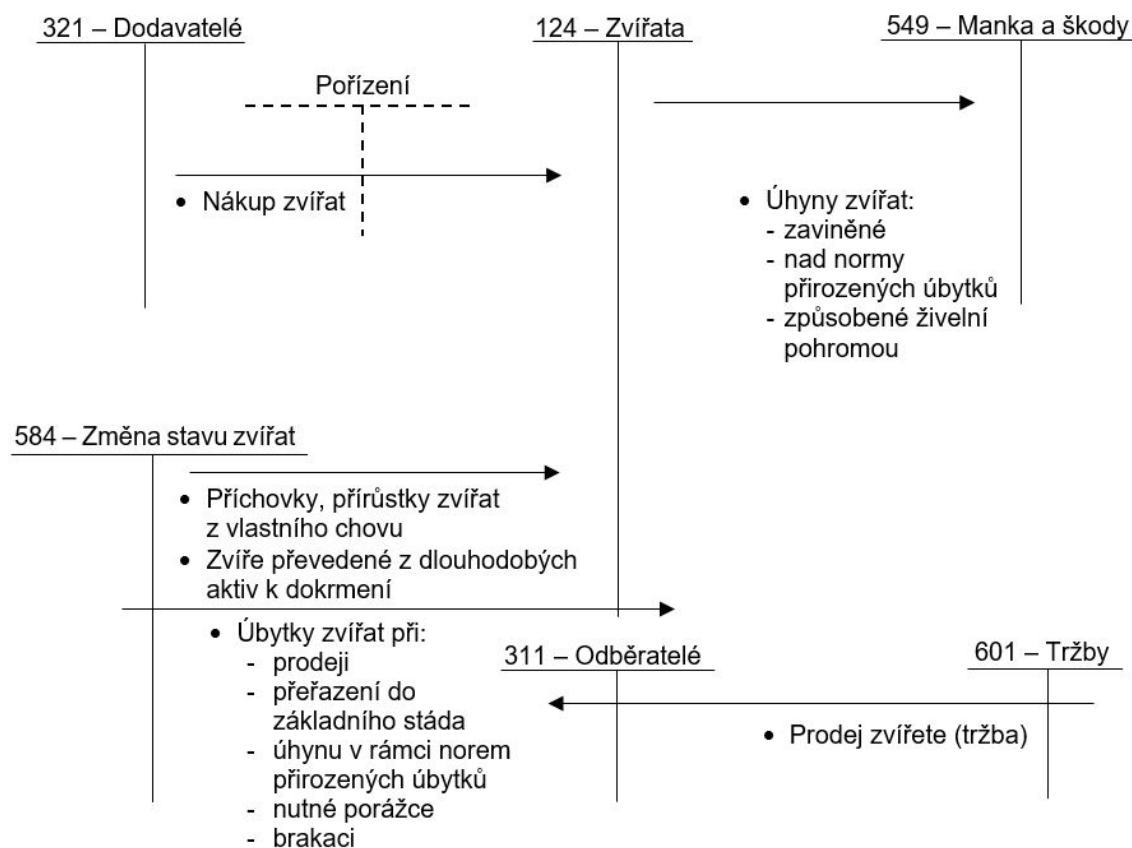 321 – Dodavatelé
124 – Zvířata
549 – Manka a škody
Pořízení
• Nákup zvířat
• Úhyny zvířat:
- zaviněné
- nad normy
přirozených úbytků
- způsobené živelní
pohromou
584 – Změna stavu zvířat
• Příchovky, přírůstky zvířat
z vlastního chovu
• Zvíře převedené z dlouhodobých
aktiv k dokrmení
• Úbytky zvířat při:
- prodeji
- přeřazení do
základního stáda
- úhynu v rámci norem
přirozených úbytků
- nutné porážce
- brakaci
311 – Odběratelé
601 – Tržby
• Prodej zvířete (tržba)